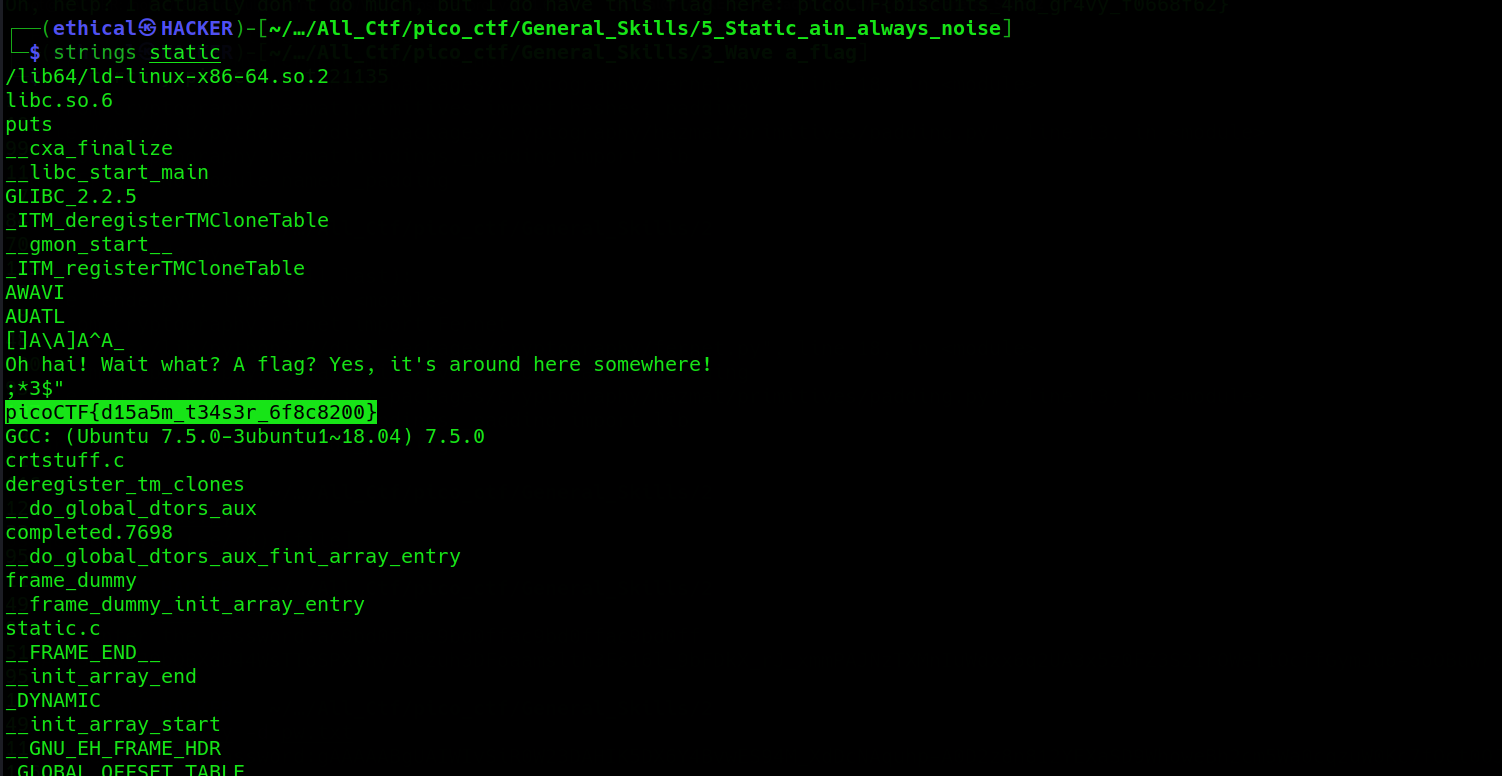 ┌──(ethical㉿HACKER)-[~/…/All_Ctf/pico_ctf/General_Skills/5_Static_ain_always_noise]
└─$ strings static
/lib64/ld-linux-x86-64.so.2
libc.so.6
puts
__cxa_finalize
__libc_start_main
GLIBC_2.2.5
_ITM_deregisterTMCloneTable
__gmon_start__
_ITM_registerTMCloneTable
AWAVI
AUATL
[]A\A]A^A_
Oh hai! Wait what? A flag? Yes, it's around here somewhere!
;*3$"
picoCTF{d15a5m_t34s3r_6f8c8200}
GCC: (Ubuntu 7.5.0-3ubuntu1~18.04) 7.5.0
crtstuff.c
deregister_tm_clones
__do_global_dtors_aux
completed.7698
__do_global_dtors_aux_fini_array_entry
frame_dummy
__frame_dummy_init_array_entry
static.c
__FRAME_END__
__init_array_end
_DYNAMIC
__init_array_start
__GNU_EH_FRAME_HDR
_GLOBAL_OFFSET_TABLE_